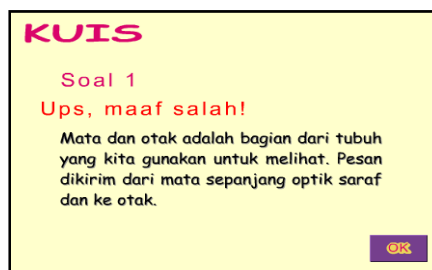 KUIS
Soal 1
Ups, maaf salah!
Mata dan otak adalah bagian dari tubuh
yang kita gunakan untuk melihat. Pesan
dikirim dari mata sepanjang optik saraf
dan ke otak.
OK